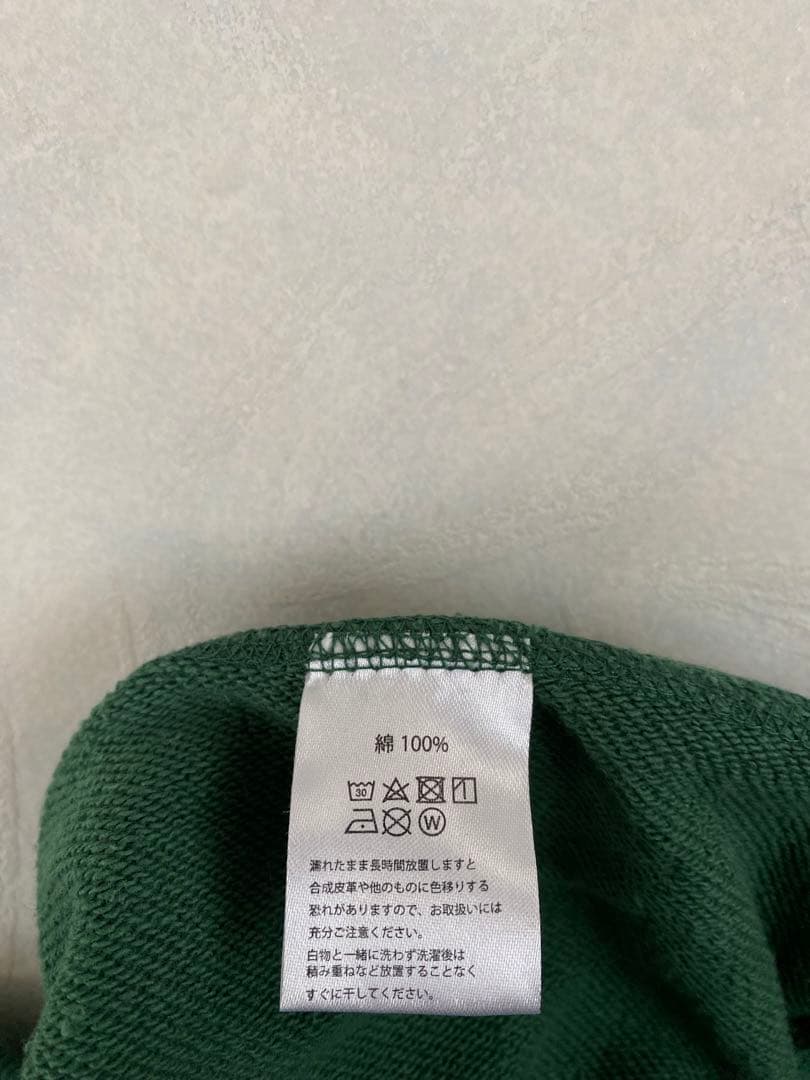 綿 100%
30
W
濡れたまま長時間放置しますと
合成皮革や他のものに色移りする
恐れがありますので、お取扱いには
充分ご注意ください。
白物と一緒に洗わず洗濯後は
積み重ねなど放置することなく
すぐに干してください。